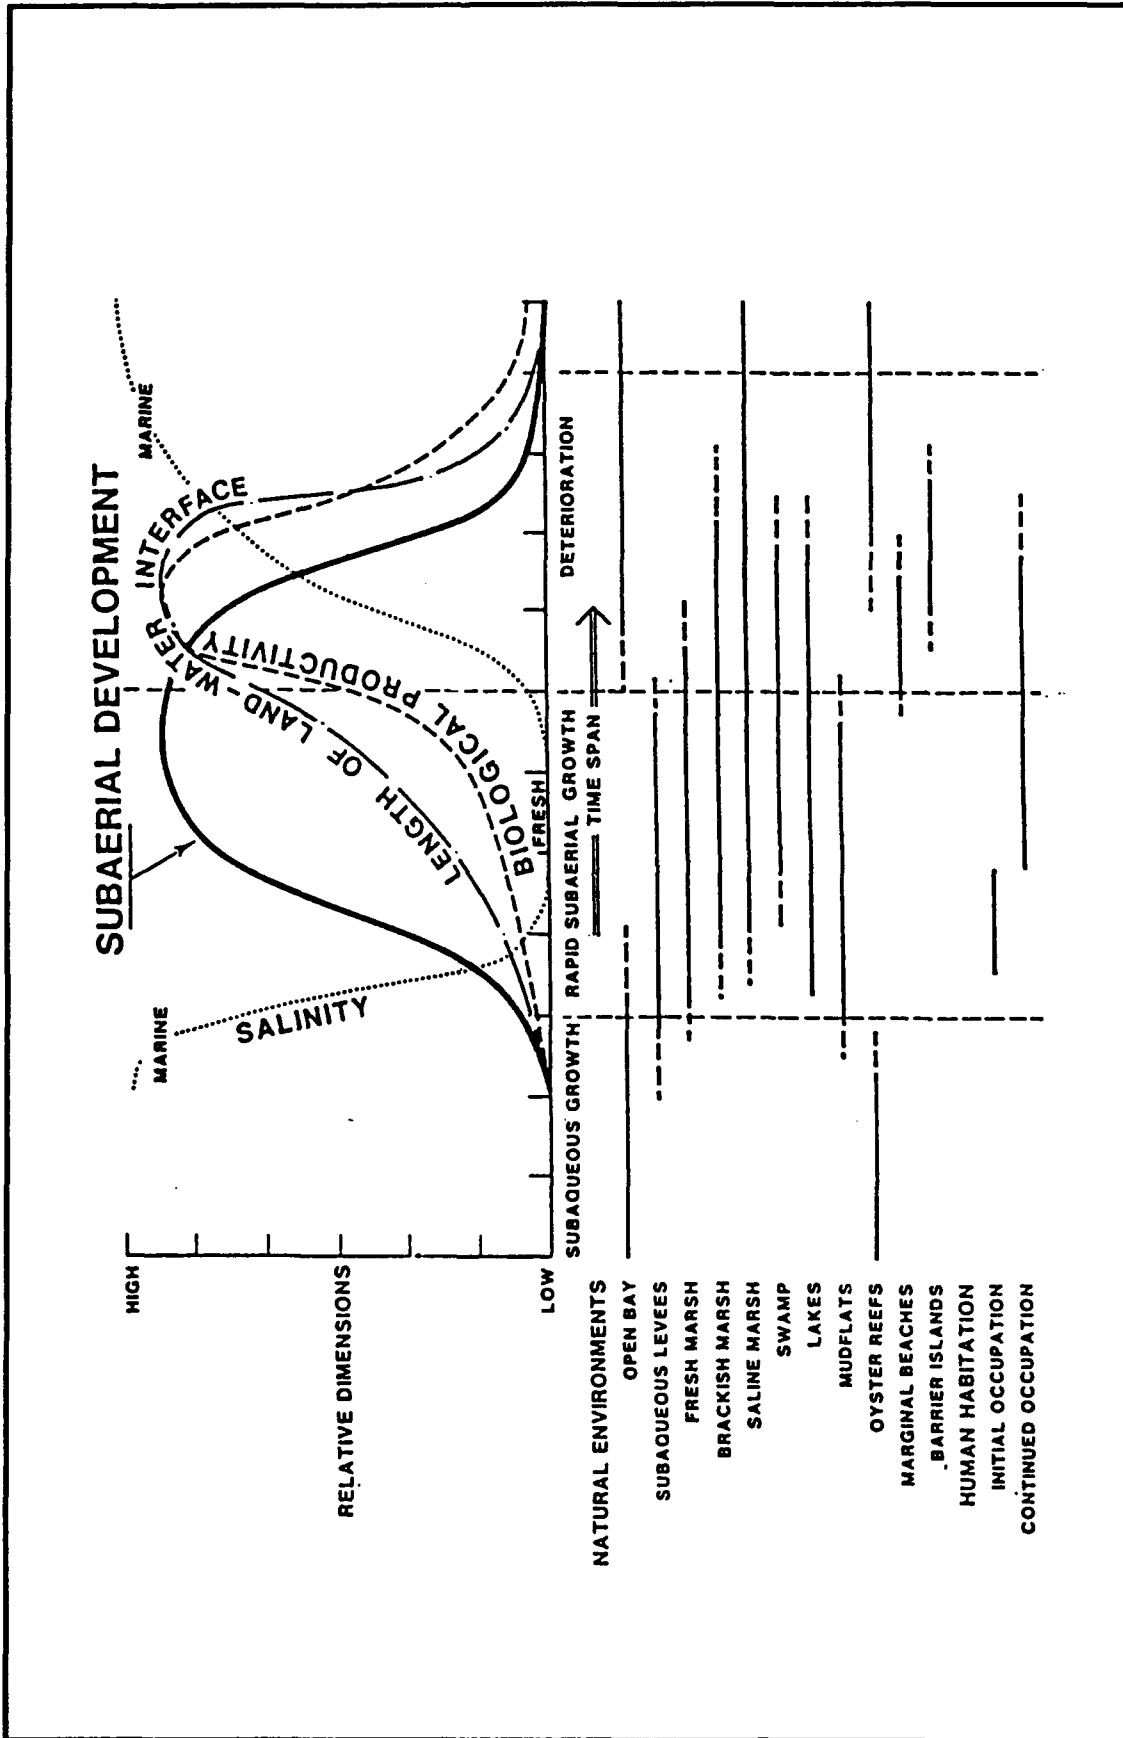 SUBAERIAL DEVELOPMENT
HIGH
RELATIVE DIMENSIONS
LOW
MARINE
SALINITY
FRESH
LENGTH OF LAND WATER INTERFACE
BIOLOGICAL PRODUCTIVITY
MARINE
SUBAQUEOUS GROWTH
RAPID SUBAERIAL GROWTH
DETERIORATION
TIME SPAN
NATURAL ENVIRONMENTS
OPEN BAY
SUBAQUEOUS LEVEES
FRESH MARSH
BRACKISH MARSH
SALINE MARSH
SWAMP
LAKES
MUDFLATS
OYSTER REEFS
MARGINAL BEACHES
BARRIER ISLANDS
HUMAN HABITATION
INITIAL OCCUPATION
CONTINUED OCCUPATION